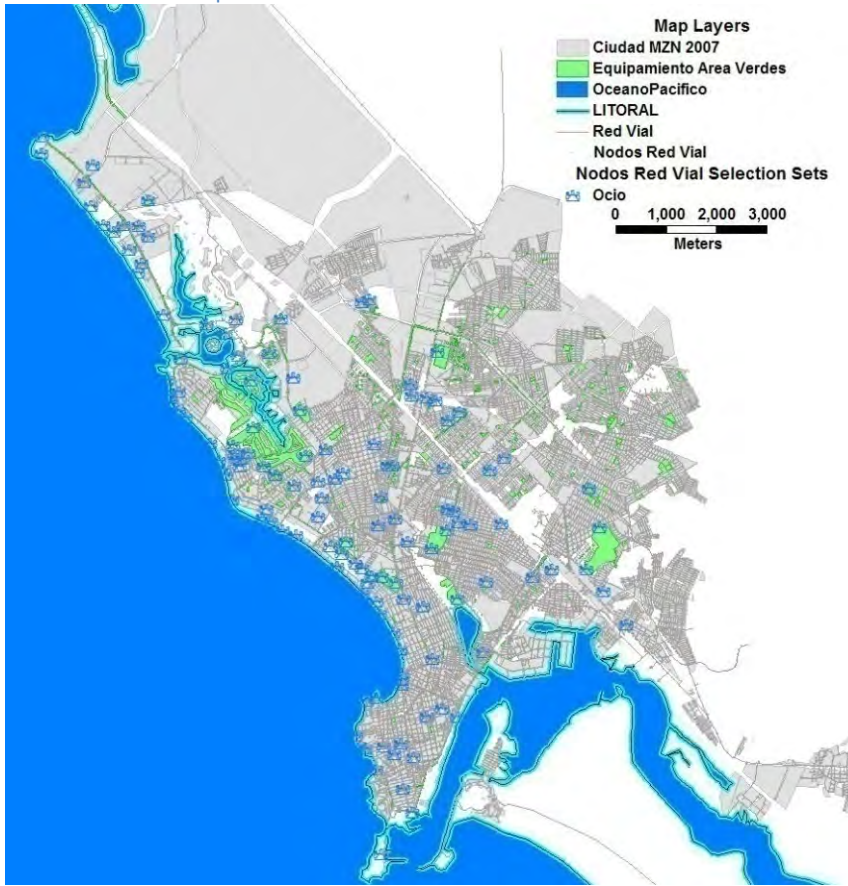 Map Layers
Ciudad MZN 2007
Equipamiento Area Verdes
OceanoPacifico
LITORAL
Red Vial
Nodos Red Vial
Nodos Red Vial Selection Sets
Ocio
0 1,000 2,000 3,000
Meters